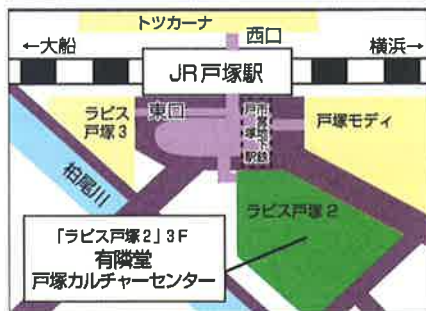 トツカーナ
←大船
西口
横浜→
JR戸塚駅
ラピス
戸塚3
東口
市営地下鉄
戸塚駅
戸塚モディ
柏尾川
ラピス戸塚2
「ラピス戸塚2」3F
有隣堂
戸塚カルチャーセンター